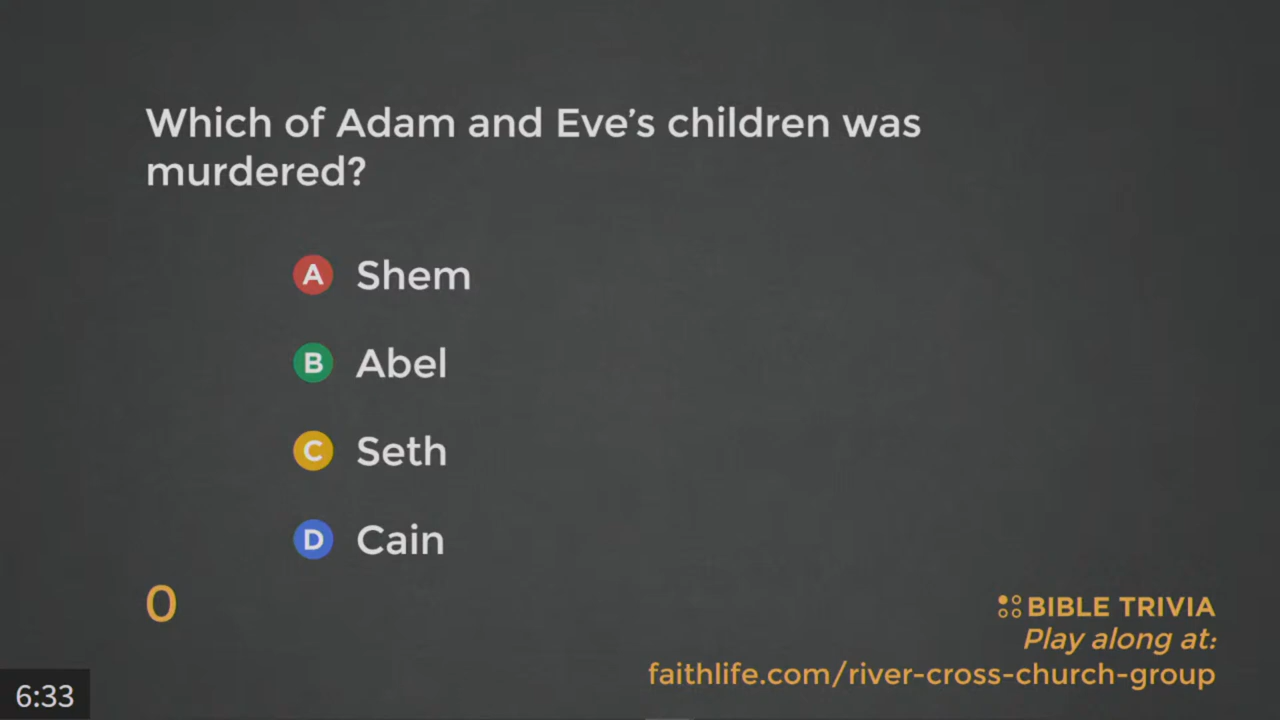 Which of Adam and Eve's children was
murdered?
A Shem
B Abel
C Seth
D Cain
0
BIBLE TRIVIA
Play along at:
faithlife.com/river-cross-church-group
6:33